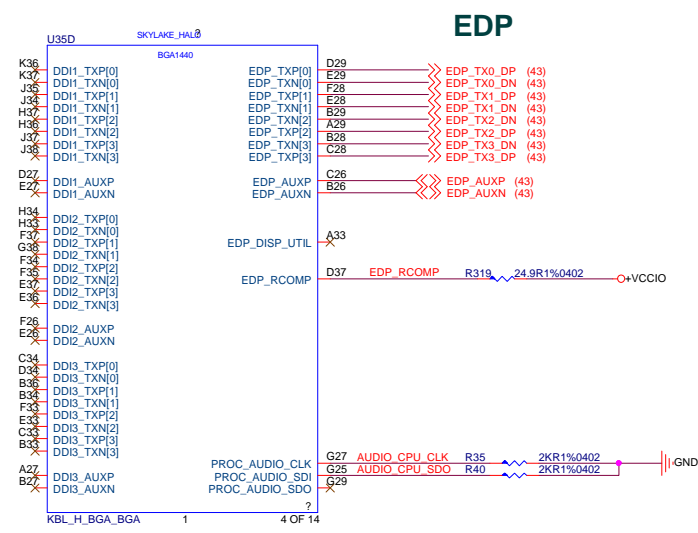 EDP
U35D
SKYLAKE_HALO
?
BGA1440
K36 DDI1_TXP[0] EDP_TXP[0] D29 EDP_TX0_DP (43)
K37 DDI1_TXN[0] EDP_TXN[0] E29 EDP_TX0_DN (43)
J35 DDI1_TXP[1] EDP_TXP[1] F28 EDP_TX1_DP (43)
J34 DDI1_TXN[1] EDP_TXN[1] E28 EDP_TX1_DN (43)
H37 DDI1_TXP[2] EDP_TXN[2] B29 EDP_TX2_DN (43)
H36 DDI1_TXN[2] EDP_TXP[2] A29 EDP_TX2_DP (43)
J37 DDI1_TXP[3] EDP_TXN[3] B28 EDP_TX3_DN (43)
J38 DDI1_TXN[3] EDP_TXP[3] C28 EDP_TX3_DP (43)
D27 DDI1_AUXP EDP_AUXP C26 EDP_AUXP (43)
E27 DDI1_AUXN EDP_AUXN B26 EDP_AUXN (43)
H34 DDI2_TXP[0]
H33 DDI2_TXN[0]
F37 DDI2_TXP[1] EDP_DISP_UTIL A33
G38 DDI2_TXN[1]
F34 DDI2_TXP[2]
F35 DDI2_TXN[2] EDP_RCOMP D37 EDP_RCOMP R319 24.9R1%0402 +VCCIO
E37 DDI2_TXP[3]
E36 DDI2_TXN[3]
F26 DDI2_AUXP
E26 DDI2_AUXN
C34 DDI3_TXP[0]
D34 DDI3_TXN[0]
B36 DDI3_TXP[1]
B34 DDI3_TXN[1]
F33 DDI3_TXP[2]
E33 DDI3_TXN[2]
C33 DDI3_TXP[3]
B33 DDI3_TXN[3]
PROC_AUDIO_CLK G27 AUDIO_CPU_CLK R35 2KR1%0402 GND
A27 DDI3_AUXP PROC_AUDIO_SDI G25 AUDIO_CPU_SDO R40 2KR1%0402
B27 DDI3_AUXN PROC_AUDIO_SDO G29
?
KBL_H_BGA_BGA 1 4 OF 14